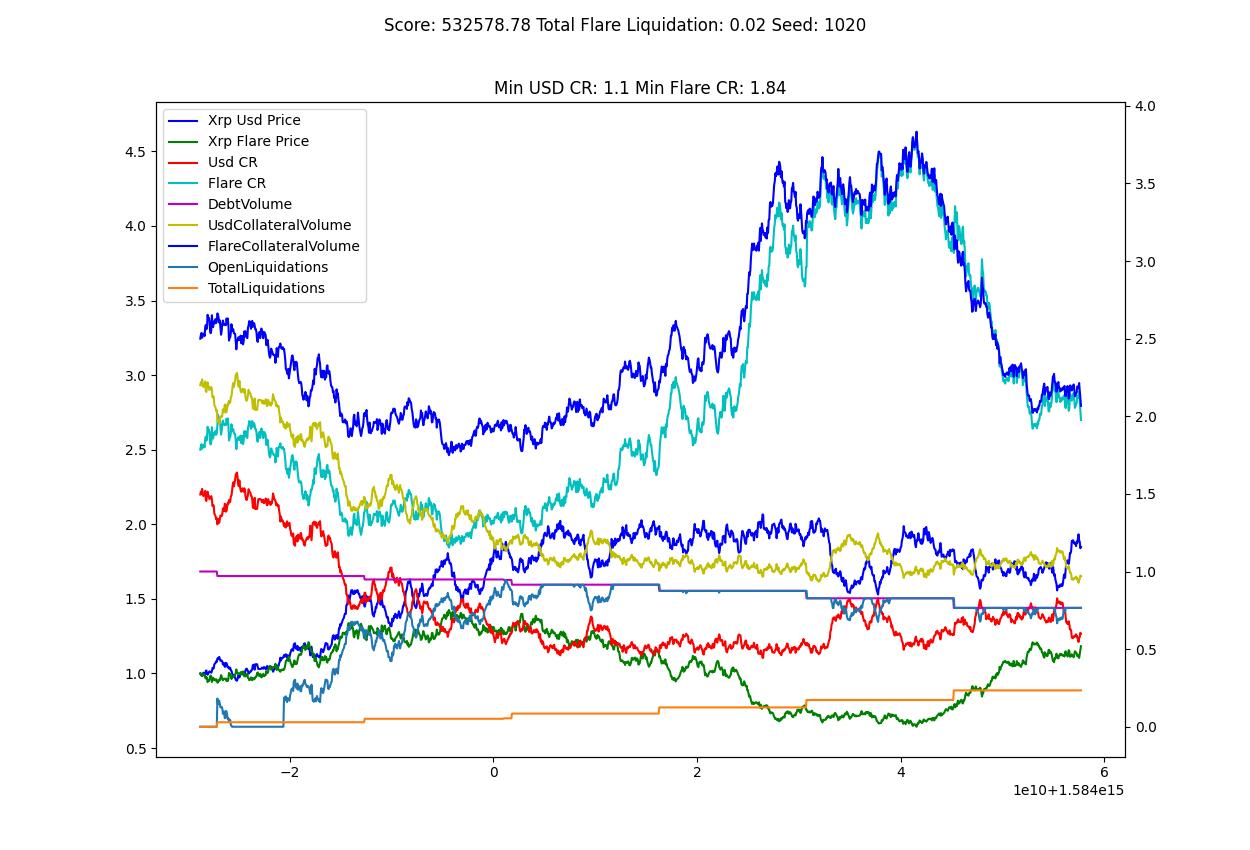 Score: 532578.78 Total Flare Liquidation: 0.02 Seed: 1020
Min USD CR: 1.1 Min Flare CR: 1.84
Xrp Usd Price
Xrp Flare Price
Usd CR
Flare CR
DebtVolume
UsdCollateralVolume
FlareCollateralVolume
OpenLiquidations
TotalLiquidations
4.5
4.0
3.5
3.0
2.5
2.0
1.5
1.0
0.5
4.0
3.5
3.0
2.5
2.0
1.5
1.0
0.5
0.0
−2
0
2
4
6
1e10+1.584e15